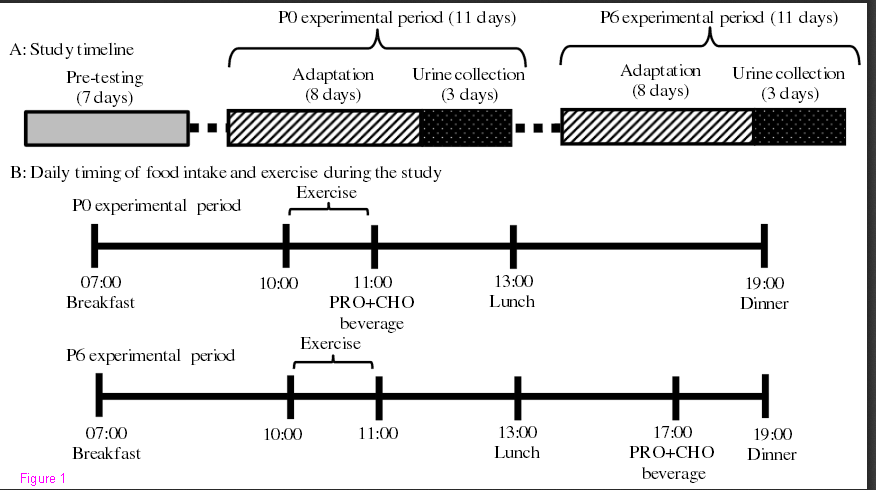 P0 experimental period (11 days)
P6 experimental period (11 days)
A: Study timeline
Pre-testing
(7 days)
Adaptation
(8 days)
Urine collection
(3 days)
Adaptation
(8 days)
Urine collection
(3 days)
B: Daily timing of food intake and exercise during the study
P0 experimental period
Exercise
07:00
Breakfast
10:00
11:00
PRO+CHO
beverage
13:00
Lunch
19:00
Dinner
P6 experimental period
Exercise
07:00
Breakfast
10:00
11:00
13:00
Lunch
17:00
PRO+CHO
beverage
19:00
Dinner
Figure 1